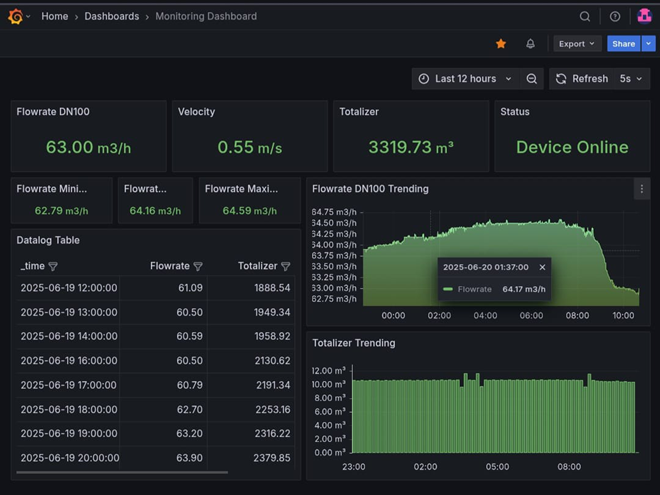 Home > Dashboards > Monitoring Dashboard
Export
Share
Last 12 hours
Refresh 5s
Flowrate DN100
63.00 m3/h
Velocity
0.55 m/s
Totalizer
3319.73 m³
Status
Device Online
Flowrate Mini...
62.79 m3/h
Flowrat...
64.16 m3/h
Flowrate Maxi...
64.59 m3/h
Flowrate DN100 Trending
64.75 m3/h
64.50 m3/h
64.25 m3/h
64.00 m3/h
63.75 m3/h
63.50 m3/h
63.25 m3/h
63.00 m3/h
62.75 m3/h
2025-06-20 01:37:00
Flowrate 64.17 m3/h
00:00 02:00 04:00 06:00 08:00 10:00
Datalog Table
_time Flowrate Totalizer
2025-06-19 12:00:00 61.09 1888.54
2025-06-19 13:00:00 60.50 1949.34
2025-06-19 14:00:00 60.59 1958.92
2025-06-19 16:00:00 60.50 2130.62
2025-06-19 17:00:00 60.79 2191.34
2025-06-19 18:00:00 62.70 2253.16
2025-06-19 19:00:00 63.20 2316.22
2025-06-19 20:00:00 63.90 2379.85
Totalizer Trending
12.00 m³
10.00 m³
8.00 m³
6.00 m³
4.00 m³
2.00 m³
0.00 m³
23:00 02:00 05:00 08:00